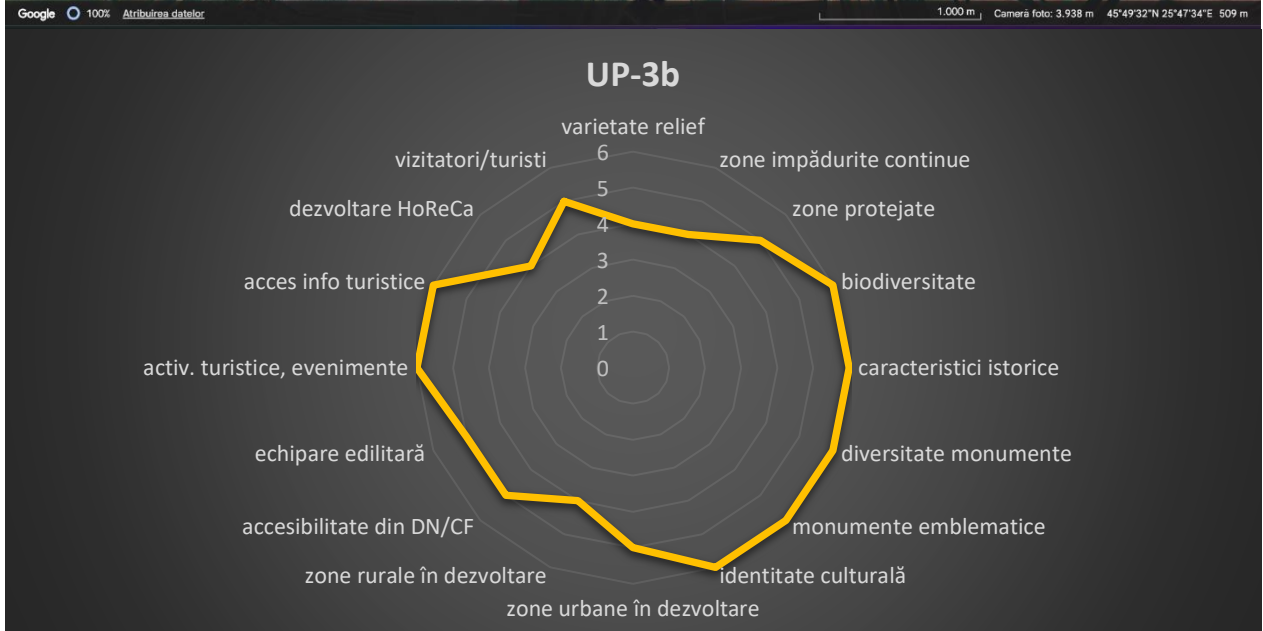 Google 100% Atribuirea datelor 1.000 m Cameră foto: 3.938 m 45°49'32"N 25°47'34"E 509 m
UP-3b
varietate relief
vizitatori/turisti 6 zone impădurite continue
5
dezvoltare HoReCa zone protejate
4
3
acces info turistice biodiversitate
2
1
activ. turistice, evenimente 0 caracteristici istorice
echipare edilitară diversitate monumente
accesibilitate din DN/CF monumente emblematice
zone rurale în dezvoltare identitate culturală
zone urbane în dezvoltare